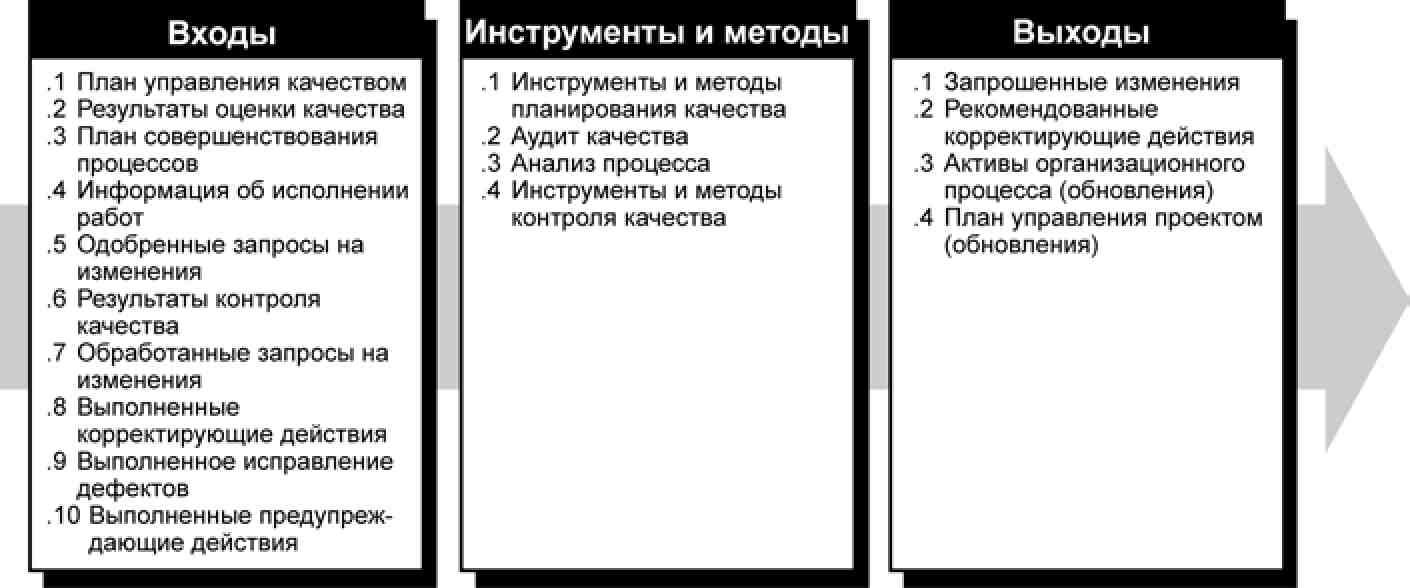 Входы
.1 План управления качеством
.2 Результаты оценки качества
.3 План совершенствования
процессов
.4 Информация об исполнении
работ
.5 Одобренные запросы на
изменения
.6 Результаты контроля
качества
.7 Обработанные запросы на
изменения
.8 Выполненные
корректирующие действия
.9 Выполненное исправление
дефектов
.10 Выполненные предупреж-
дающие действия
Инструменты и методы
.1 Инструменты и методы
планирования качества
.2 Аудит качества
.3 Анализ процесса
.4 Инструменты и методы
контроля качества
Выходы
.1 Запрошенные изменения
.2 Рекомендованные
корректирующие действия
.3 Активы организационного
процесса (обновления)
.4 План управления проектом
(обновления)